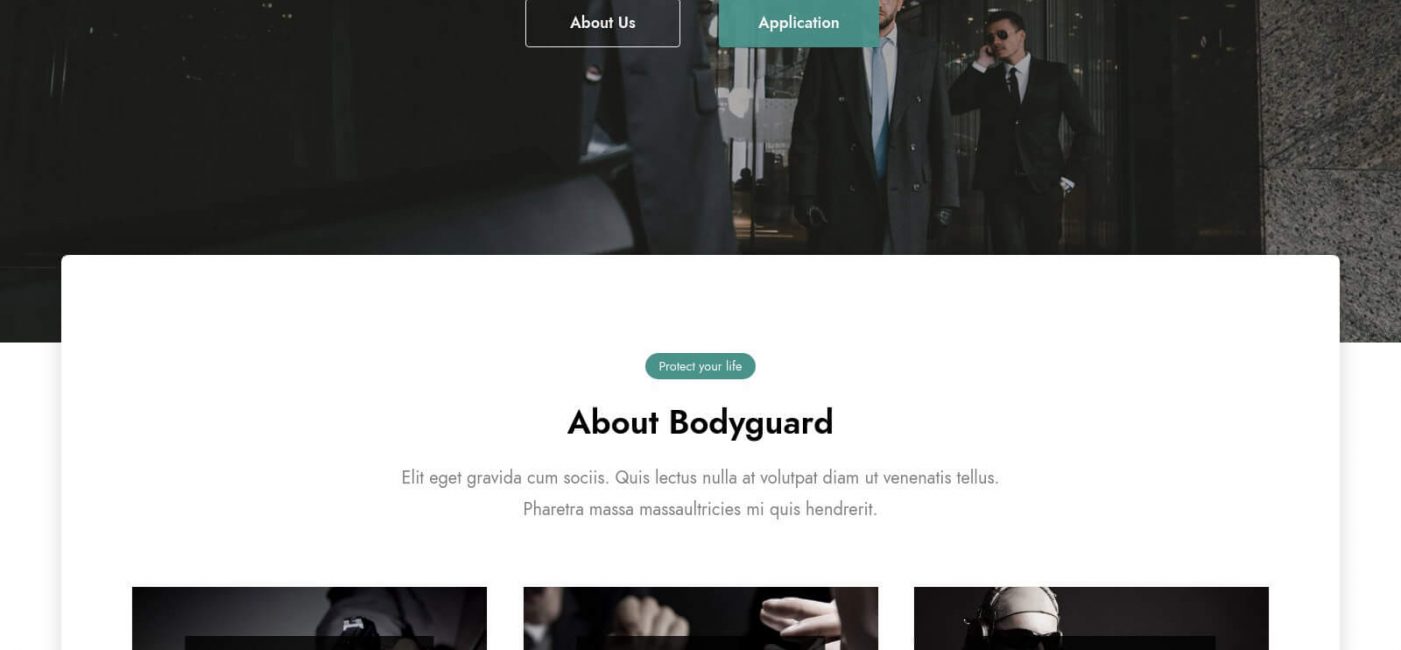 About Us
Application
Protect your life
About Bodyguard
Elit eget gravida cum sociis. Quis lectus nulla at volutpat diam ut venenatis tellus.
Pharetra massa massaultricies mi quis hendrerit.